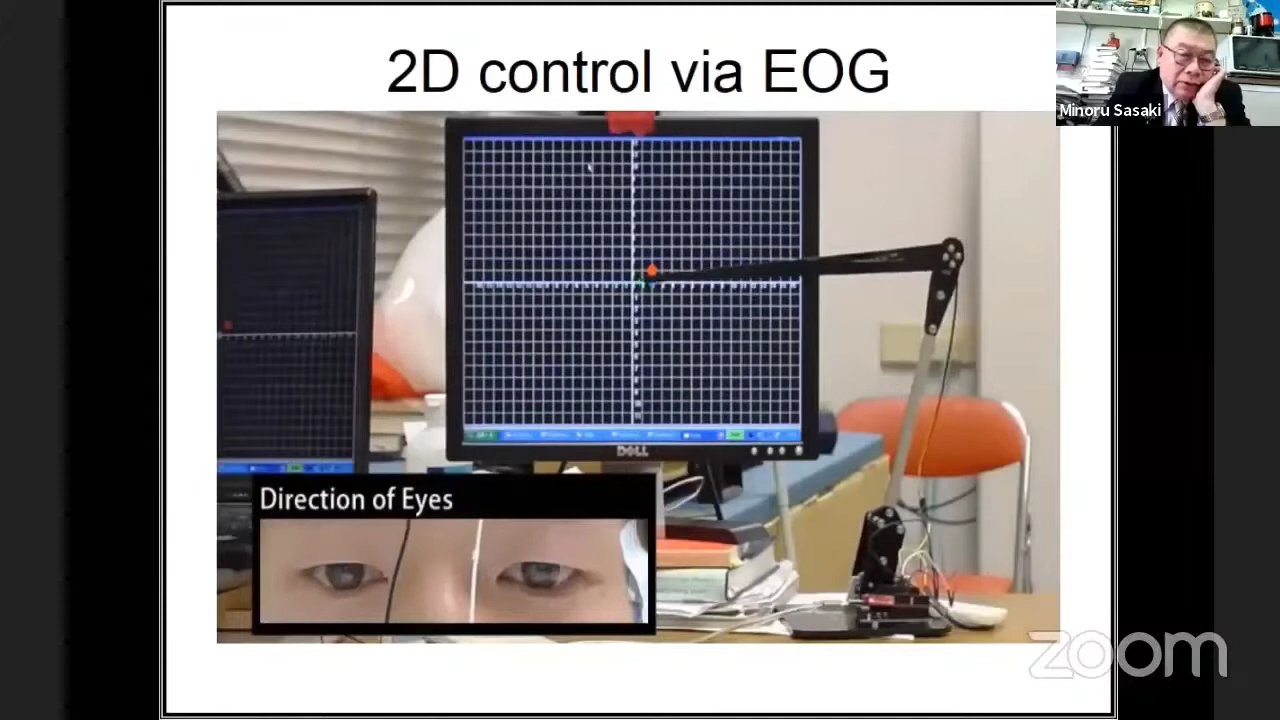 2D control via EOG
Minoru Sasaki
DELL
Direction of Eyes
zoom